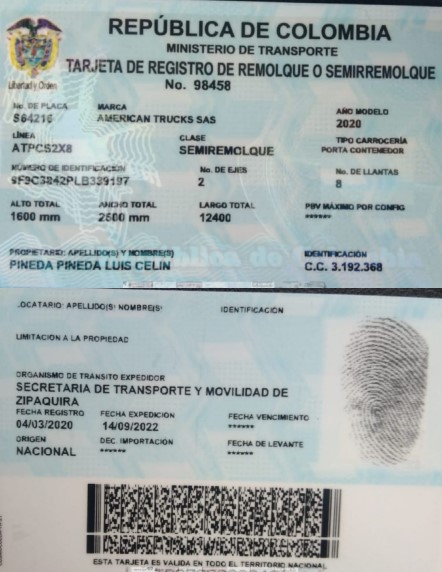 REPÚBLICA DE COLOMBIA
MINISTERIO DE TRANSPORTE
TARJETA DE REGISTRO DE REMOLQUE O SEMIRREMOLQUE
Libertad y Orden
No. 98458
No. DE PLACA MARCA AÑO MODELO
S64216 AMERICAN TRUCKS SAS 2020
LÍNEA CLASE TIPO CARROCERÍA
ATPCS2X8 SEMIREMOLQUE PORTA CONTENEDOR
NÚMERO DE IDENTIFICACIÓN No. DE EJES No. DE LLANTAS
9F9C3842PLB339197 2 8
ALTO TOTAL ANCHO TOTAL LARGO TOTAL PBV MÁXIMO POR CONFIG
1600 mm 2600 mm 12400 ******
PROPIETARIO: APELLIDO(S) Y NOMBRE(S) IDENTIFICACIÓN
PINEDA PINEDA LUIS CELIN C.C. 3.192.368
LOCATARIO: APELLIDO(S) NOMBRE(S) IDENTIFICACIÓN
LIMITACION A LA PROPIEDAD
ORGANISMO DE TRÁNSITO EXPEDIDOR
SECRETARIA DE TRANSPORTE Y MOVILIDAD DE
ZIPAQUIRA
FECHA REGISTRO FECHA EXPEDICION FECHA VENCIMIENTO
04/03/2020 14/09/2022 ******
ORIGEN DEC. IMPORTACIÓN FECHA DE LEVANTE
NACIONAL ****** ******
ESTA TARJETA ES VALIDA EN TODO EL TERRITORIO NACIONAL